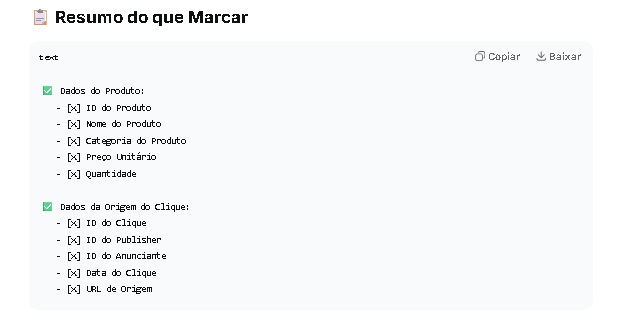 📋 Resumo do que Marcar
text
Copiar
Baixar
✅ Dados do Produto:
- [x] ID do Produto
- [x] Nome do Produto
- [x] Categoria do Produto
- [x] Preço Unitário
- [x] Quantidade
✅ Dados da Origem do Clique:
- [x] ID do Clique
- [x] ID do Publisher
- [x] ID do Anunciante
- [x] Data do Clique
- [x] URL de Origem